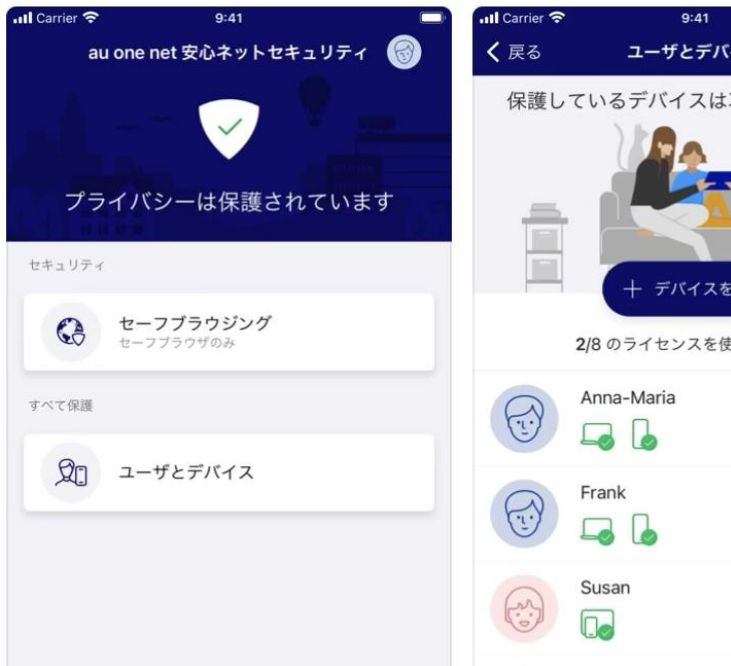 Carrier 9:41
au one net 安心ネットセキュリティ
プライバシーは保護されています
セキュリティ
セーフブラウジング
セーフブラウザのみ
すべて保護
ユーザとデバイス
Carrier 9:41
戻る ユーザとデバ
保護しているデバイスは
＋ デバイスを
2/8 のライセンスを使
Anna-Maria
Frank
Susan